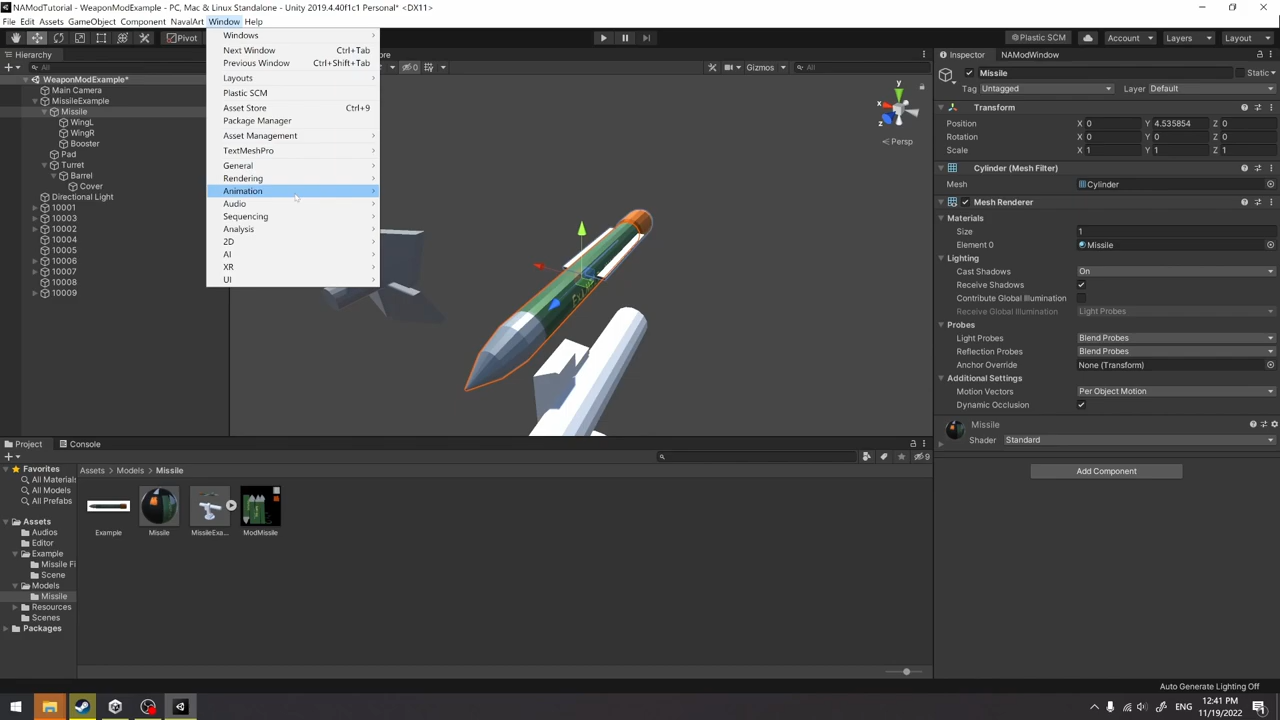 NAModTutorial - WeaponModExample - PC, Mac & Linux Standalone - Unity 2019.4.40f1c1 Personal* <DX11>
File Edit Assets GameObject Component NavalArt Window Help
Pivot
Plastic SCM
Account
Layers
Layout
Hierarchy
All
WeaponModExample*
Main Camera
MissileExample
Missile
WingL
WingR
Booster
Pad
Turret
Barrel
Cover
Directional Light
10001
10003
10002
10004
10005
10006
10007
10008
10009
Windows
Next Window Ctrl+Tab
Previous Window Ctrl+Shift+Tab
Layouts
Plastic SCM
Asset Store Ctrl+9
Package Manager
Asset Management
TextMeshPro
General
Rendering
Animation
Audio
Sequencing
Analysis
2D
AI
XR
UI
ore
0
Gizmos
All
y
x
z
Persp
Inspector NAModWindow
Missile
Static
Tag Untagged Layer Default
Transform
Position X 0 Y 4.535854 Z 0
Rotation X 0 Y 0 Z 0
Scale X 1 Y 1 Z 1
Cylinder (Mesh Filter)
Mesh Cylinder
Mesh Renderer
Materials
Size 1
Element 0 Missile
Lighting
Cast Shadows On
Receive Shadows
Contribute Global Illumination
Receive Global Illumination Light Probes
Probes
Light Probes Blend Probes
Reflection Probes Blend Probes
Anchor Override None (Transform)
Additional Settings
Motion Vectors Per Object Motion
Dynamic Occlusion
Missile
Shader Standard
Add Component
Project Console
9
Favorites
All Materials
All Models
All Prefabs
Assets
Audios
Editor
Example
Missile Fi
Scene
Models
Missile
Resources
Scenes
Packages
Assets > Models > Missile
Example
Missile
MissileExa...
ModMissile
Auto Generate Lighting Off
ENG
12:41 PM
11/19/2022